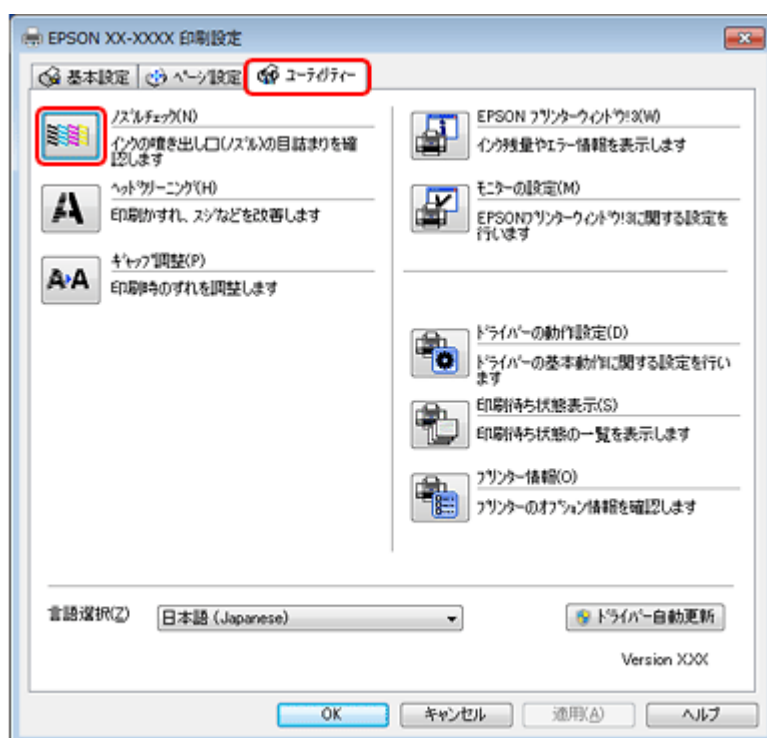 EPSON XX-XXXX 印刷設定
基本設定
ページ設定
ユーティリティー
ノズルチェック(N)
インクの噴き出し口(ノズル)の目詰まりを確
認します
ヘッドクリーニング(H)
印刷かすれ、スジなどを改善します
ギャップ調整(P)
印刷時のずれを調整します
EPSON プリンターウィンドウ!3(W)
インク残量やエラー情報を表示します
モニターの設定(M)
EPSONプリンターウィンドウ!3に関する設定を
行います
ドライバーの動作設定(D)
ドライバーの基本動作に関する設定を行い
ます
印刷待ち状態表示(S)
印刷待ち状態の一覧を表示します
プリンター情報(O)
プリンターのオプション情報を確認します
言語選択(Z)
日本語 (Japanese)
ドライバー自動更新
Version X.XX
OK
キャンセル
適用(A)
ヘルプ